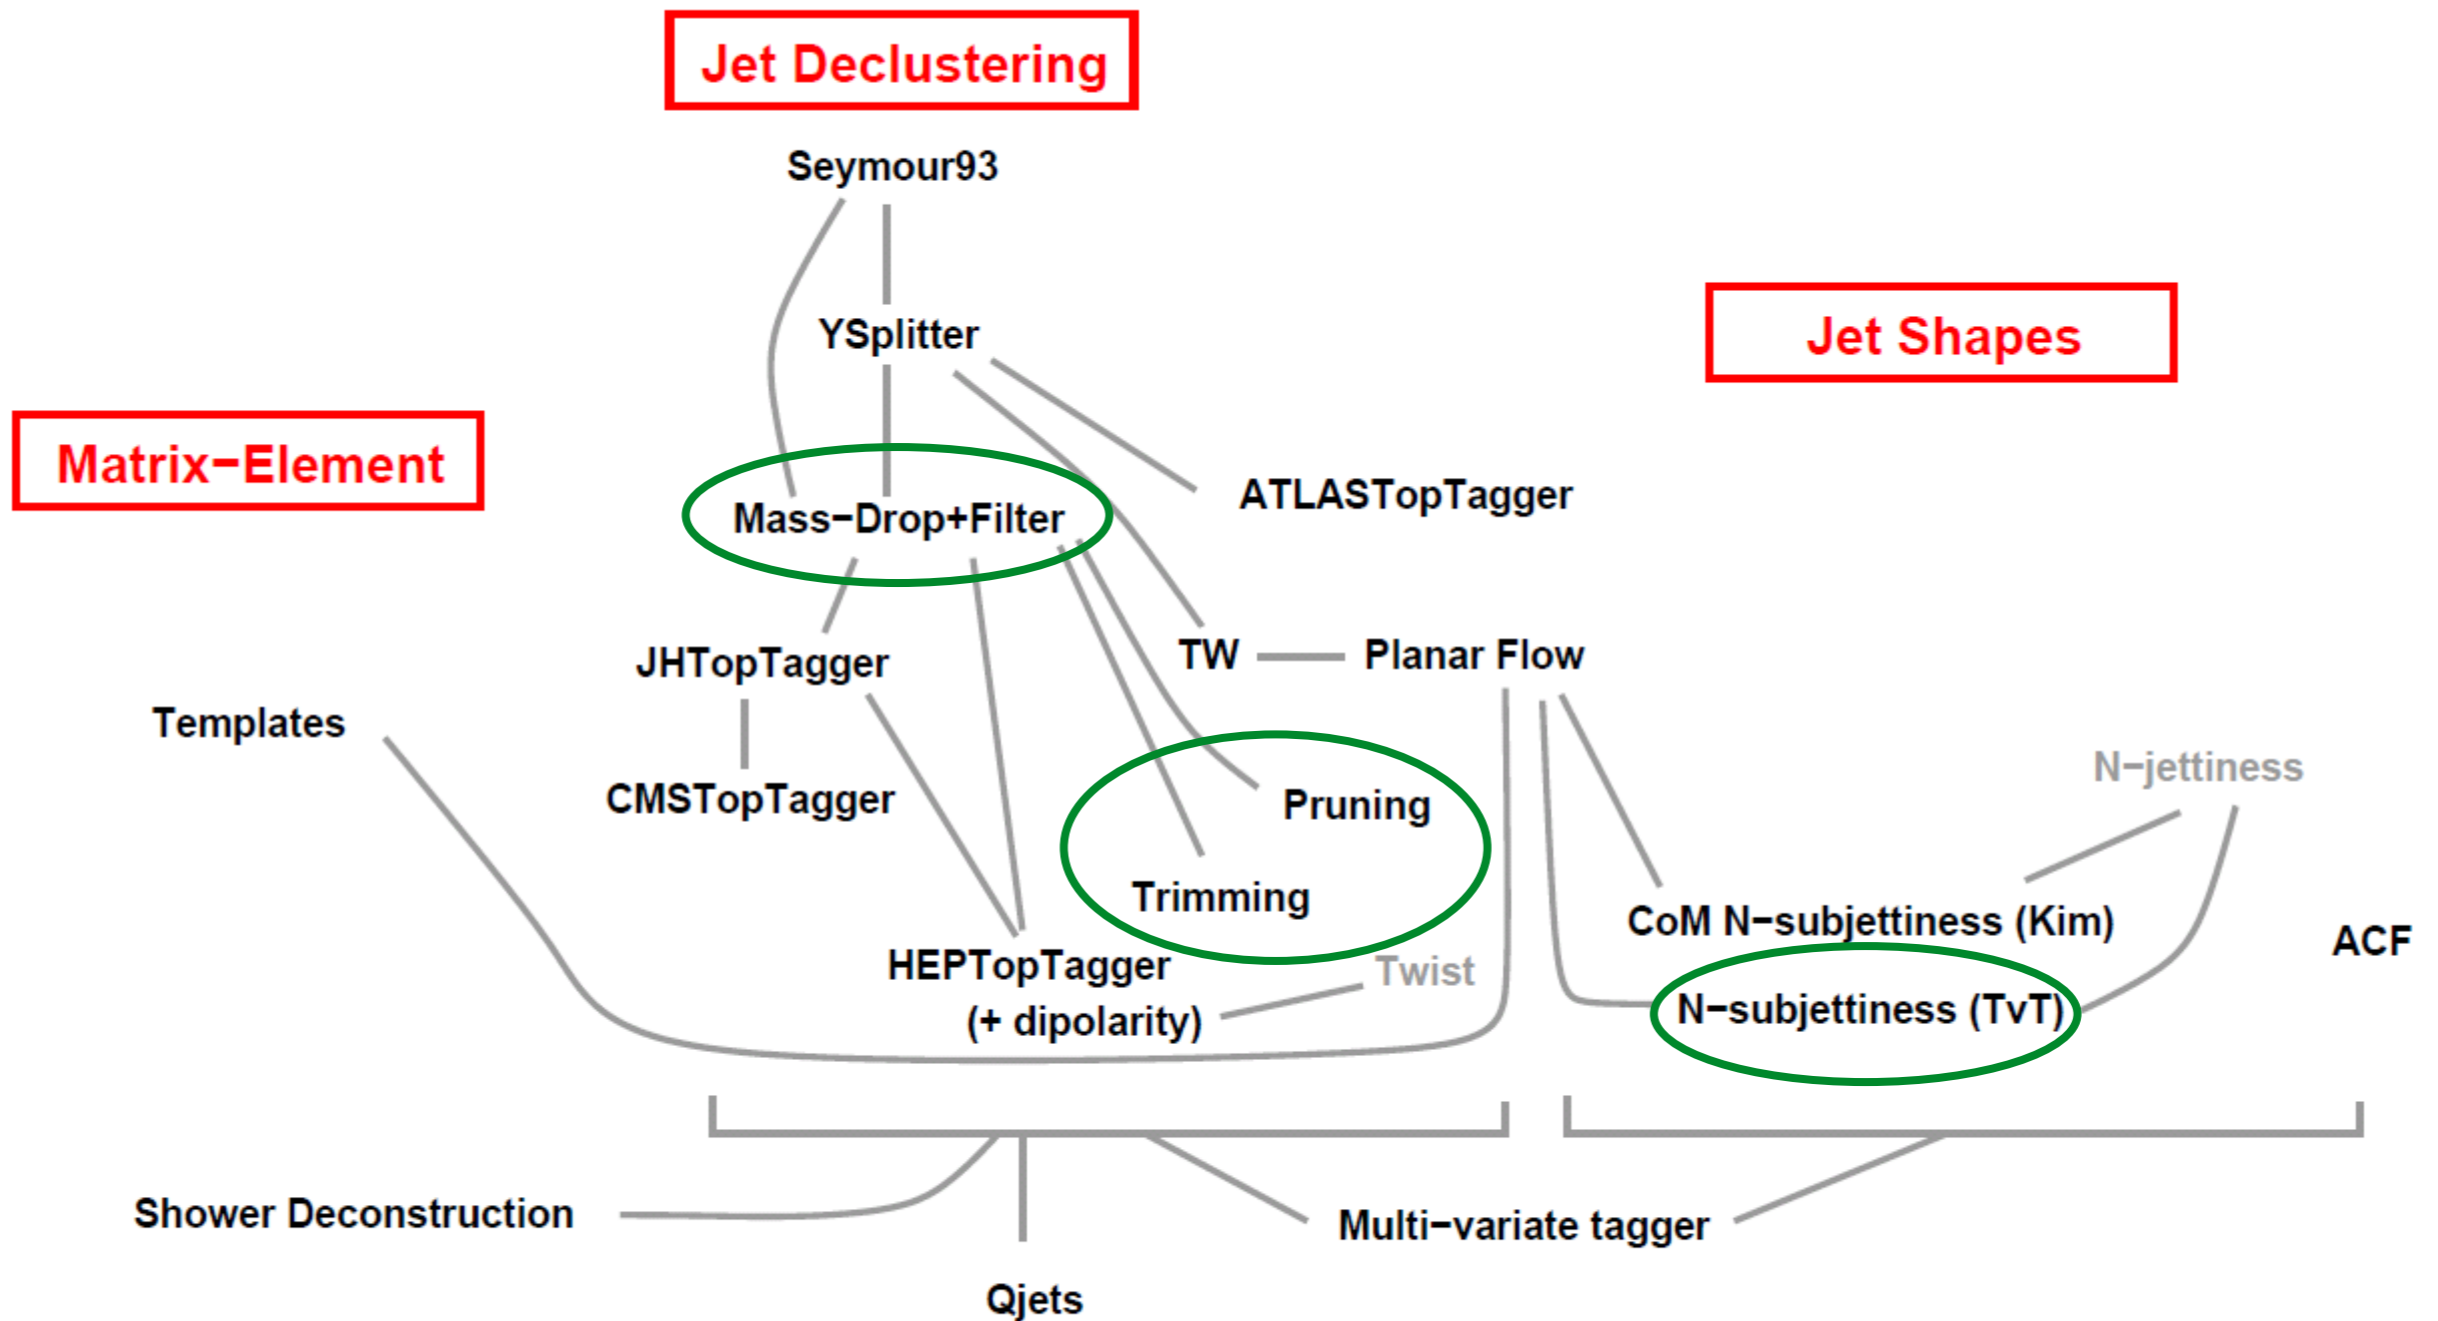 Jet Declustering
Seymour93
YSplitter
Jet Shapes
Matrix−Element
Mass−Drop+Filter
ATLASTopTagger
JHTopTagger
TW
Planar Flow
Templates
CMSTopTagger
Pruning
N−jettiness
Trimming
CoM N−subjettiness (Kim)
ACF
HEPTopTagger
(+ dipolarity)
Twist
N−subjettiness (TvT)
Shower Deconstruction
Multi−variate tagger
Qjets